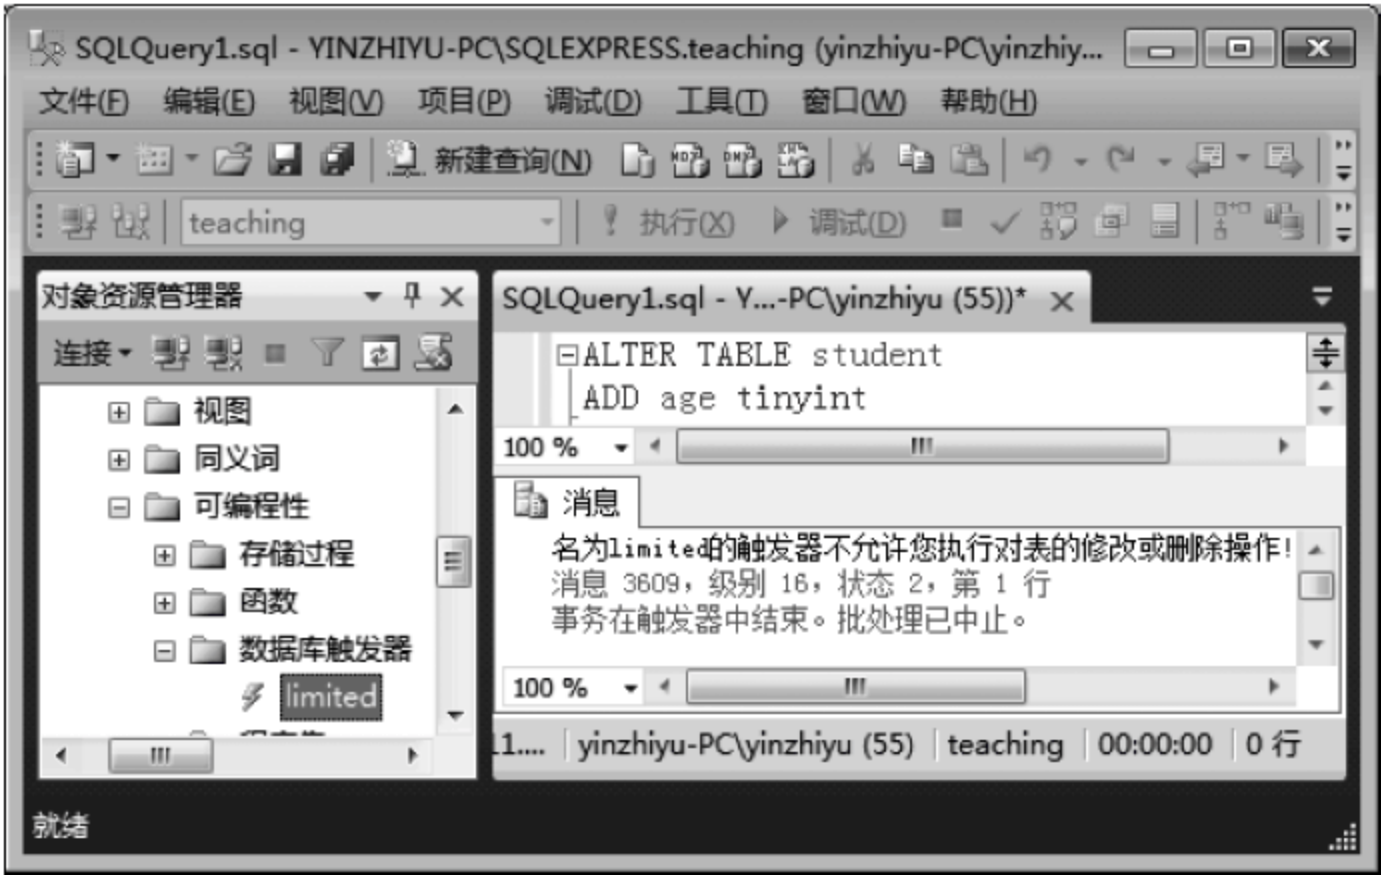 SQLQuery1.sql - YINZHIYU-PC\SQLEXPRESS.teaching (yinzhiyu-PC\yinzhiy...
文件(F) 编辑(E) 视图(V) 项目(P) 调试(D) 工具(T) 窗口(W) 帮助(H)
新建查询(N)
teaching
执行(X) 调试(D)
对象资源管理器
连接
视图
同义词
可编程性
存储过程
函数
数据库触发器
limited
SQLQuery1.sql - Y...-PC\yinzhiyu (55))*
ALTER TABLE student
ADD age tinyint
100 %
消息
名为limited的触发器不允许您执行对表的修改或删除操作!
消息 3609，级别 16，状态 2，第 1 行
事务在触发器中结束。批处理已中止。
100 %
11.... yinzhiyu-PC\yinzhiyu (55) teaching 00:00:00 0 行
就绪